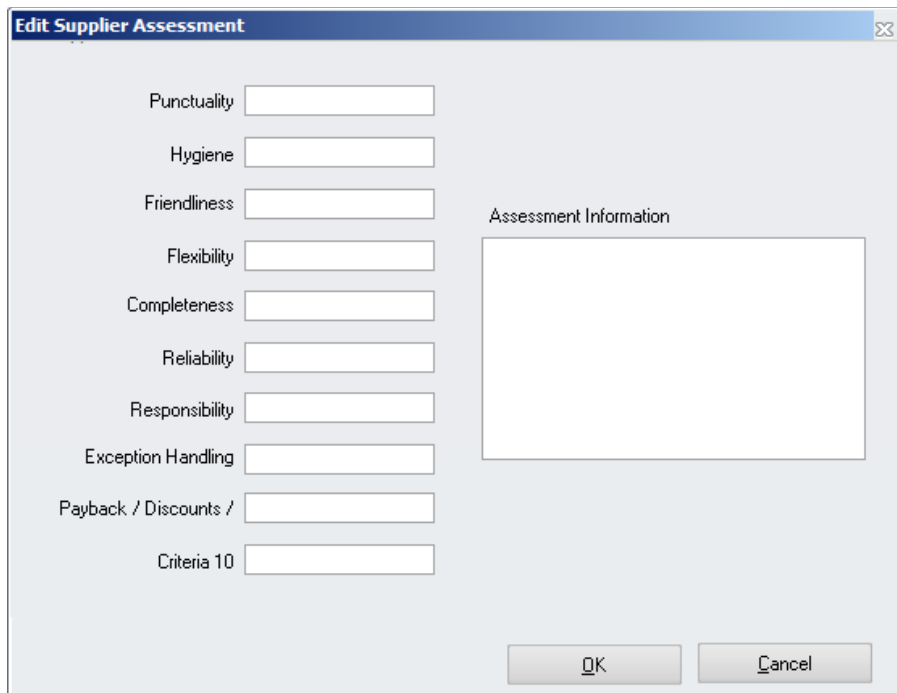 Edit Supplier Assessment
Punctuality
Hygiene
Friendliness
Flexibility
Completeness
Reliability
Responsibility
Exception Handling
Payback / Discounts /
Criteria 10
Assessment Information
OK
Cancel